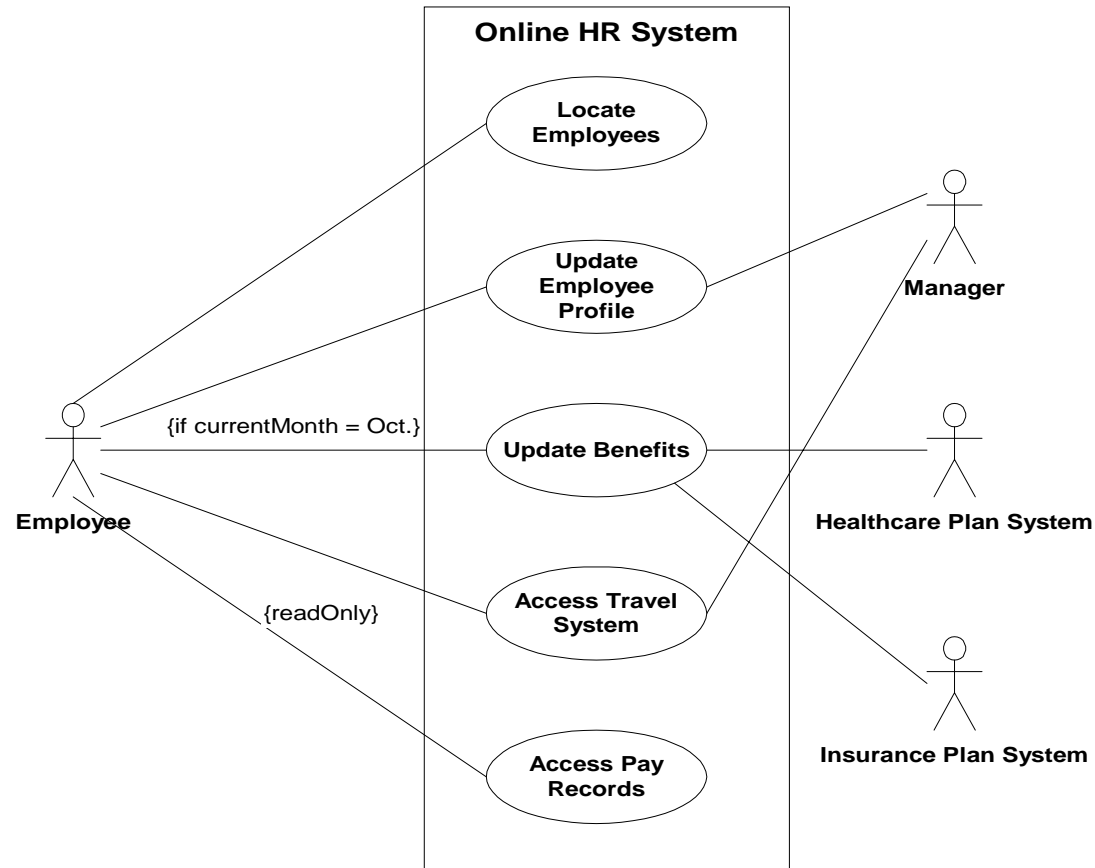 Online HR System
Locate
Employees
Update
Employee
Profile
Manager
{if currentMonth = Oct.}
Update Benefits
Employee
Healthcare Plan System
Access Travel
System
{readOnly}
Insurance Plan System
Access Pay
Records